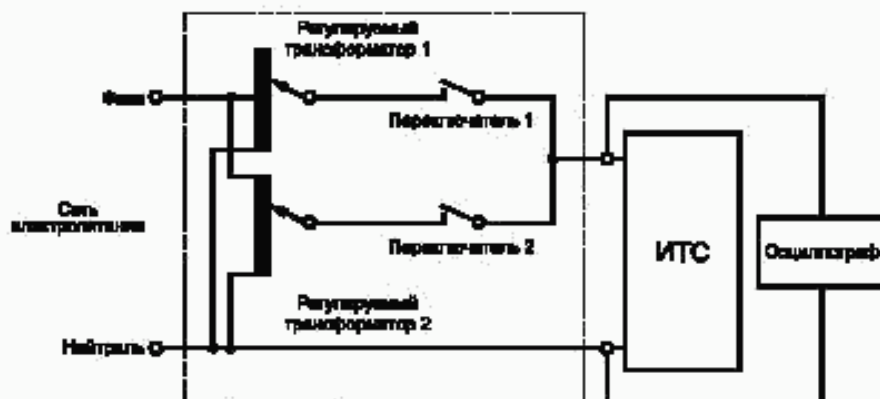 Регулируемый
трансформатор 1
Фаза
Переключатель 1
Сеть
электропитания
Переключатель 2
ИТС
Осциллограф
Регулируемый
трансформатор 2
Нейтраль